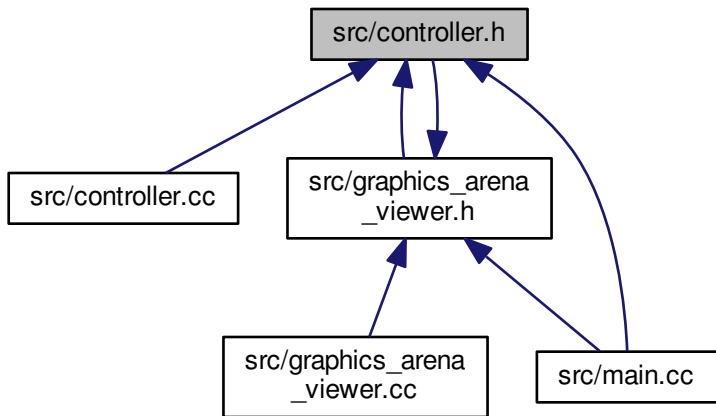 src/controller.h
src/controller.cc
src/graphics_arena
_viewer.h
src/graphics_arena
_viewer.cc
src/main.cc